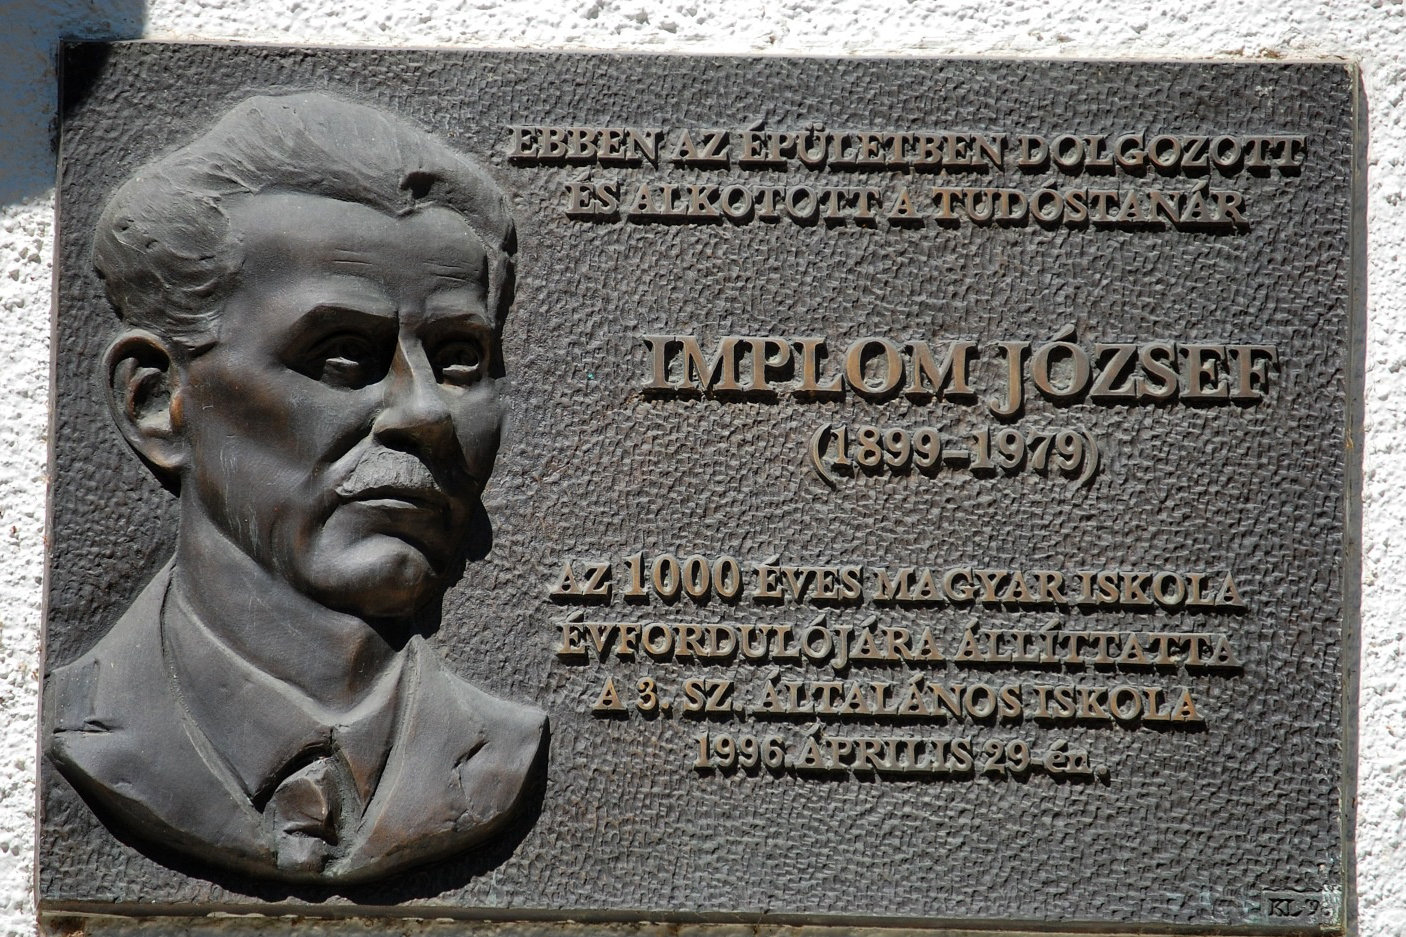 EBBEN AZ ÉPÜLETBEN DOLGOZOTT
ÉS ALKOTOTT A TUDÓSTANÁR
IMPLOM JÓZSEF
(1899–1979)
AZ 1000 ÉVES MAGYAR ISKOLA
ÉVFORDULÓJÁRA ÁLLÍTTATTA
A 3. SZ. ÁLTALÁNOS ISKOLA
1996 ÁPRILIS 29-én.